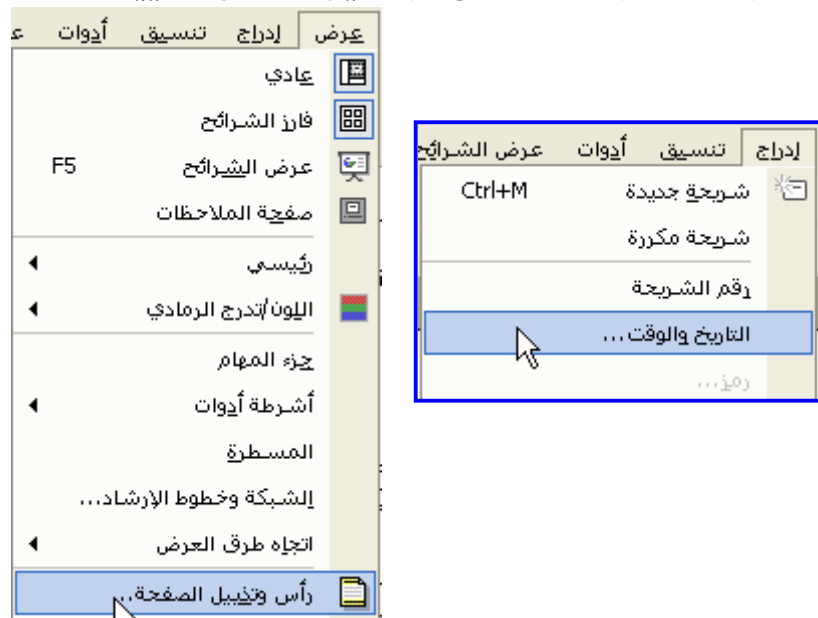 عرض إدراج تنسيق أدوات
عادي
فارز الشرائح
عرض الشرائح F5
صفحة الملاحظات
رئيسي
اللون/تدرج الرمادي
جزء المهام
أشرطة أدوات
المسطرة
الشبكة وخطوط الإرشاد...
اتجاه طرق العرض
رأس وتذييل الصفحة...
إدراج تنسيق أدوات عرض الشرائح
شريحة جديدة Ctrl+M
شريحة مكررة
رقم الشريحة
التاريخ والوقت...
رمز...